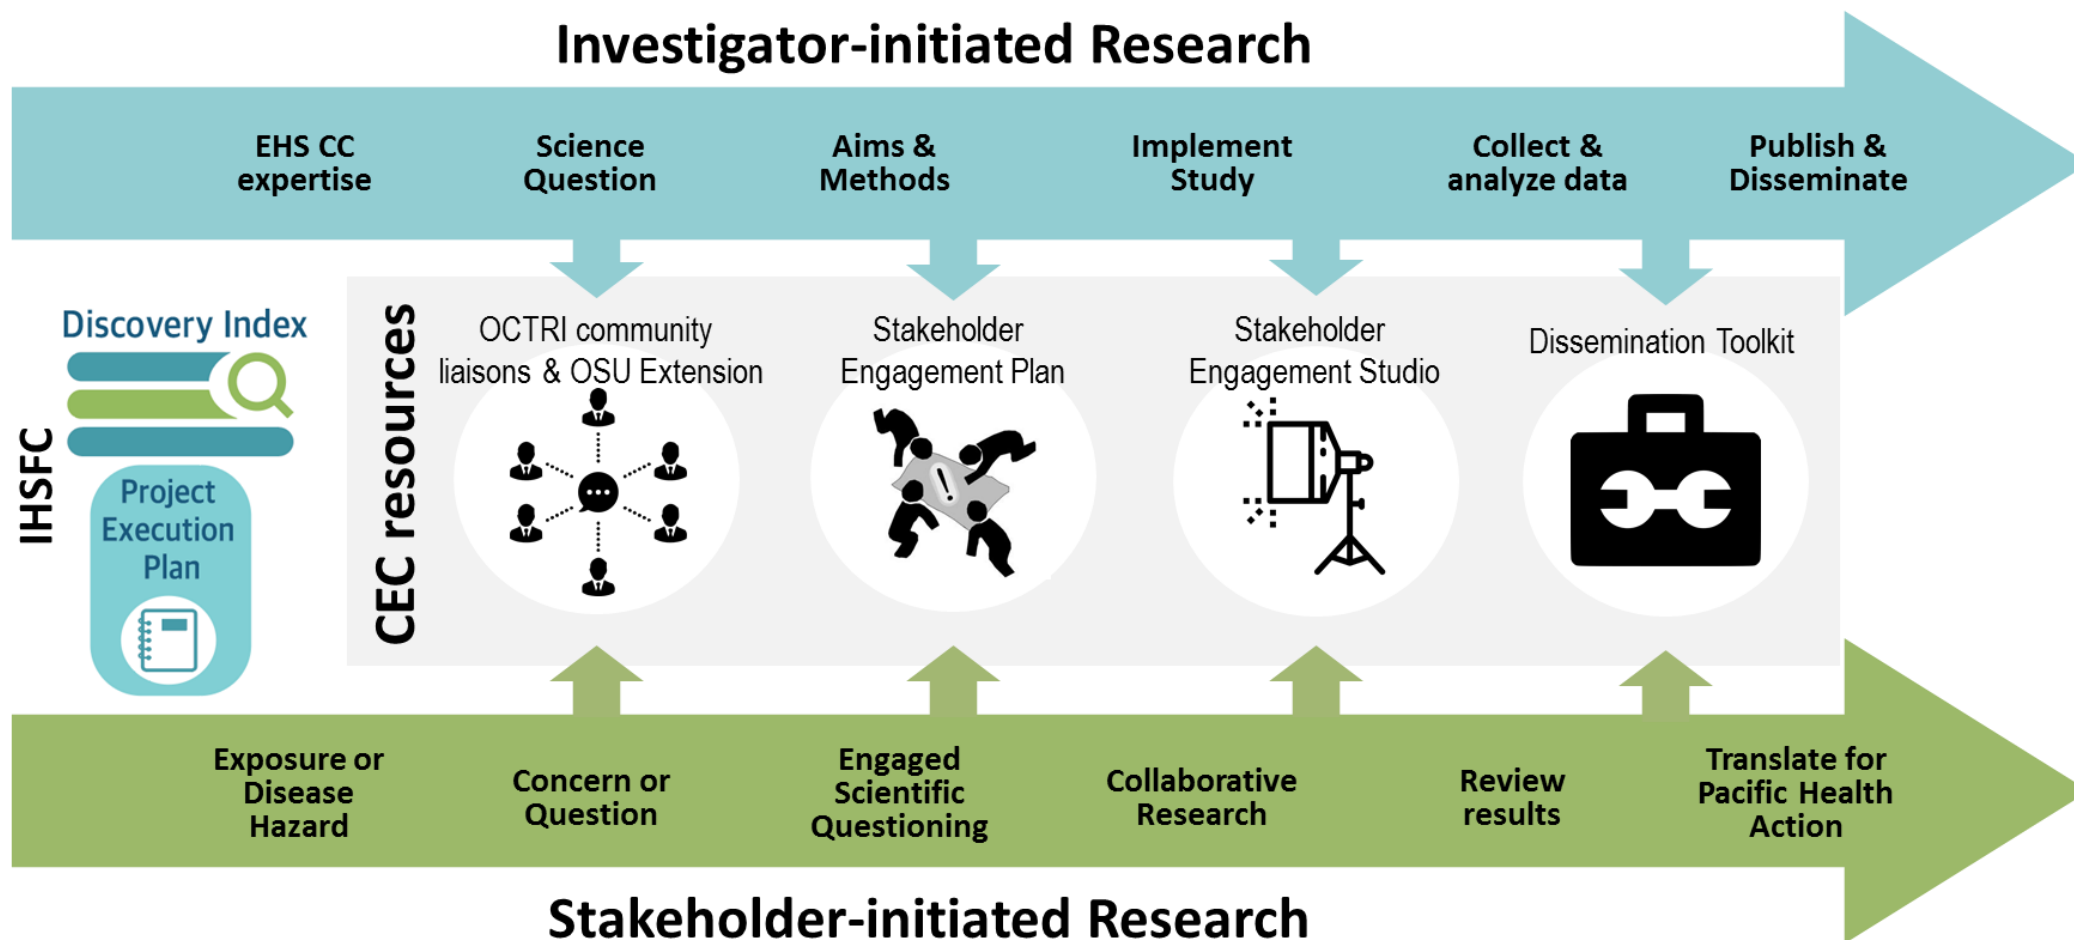 Investigator-initiated Research
EHS CC
expertise
Science
Question
Aims &
Methods
Implement
Study
Collect &
analyze data
Publish &
Disseminate
IHSFC
Discovery Index
Project
Execution
Plan
CEC resources
OCTRI community
liaisons & OSU Extension
Stakeholder
Engagement Plan
Stakeholder
Engagement Studio
Dissemination Toolkit
Exposure or
Disease
Hazard
Concern or
Question
Engaged
Scientific
Questioning
Collaborative
Research
Review
results
Translate for
Pacific Health
Action
Stakeholder-initiated Research